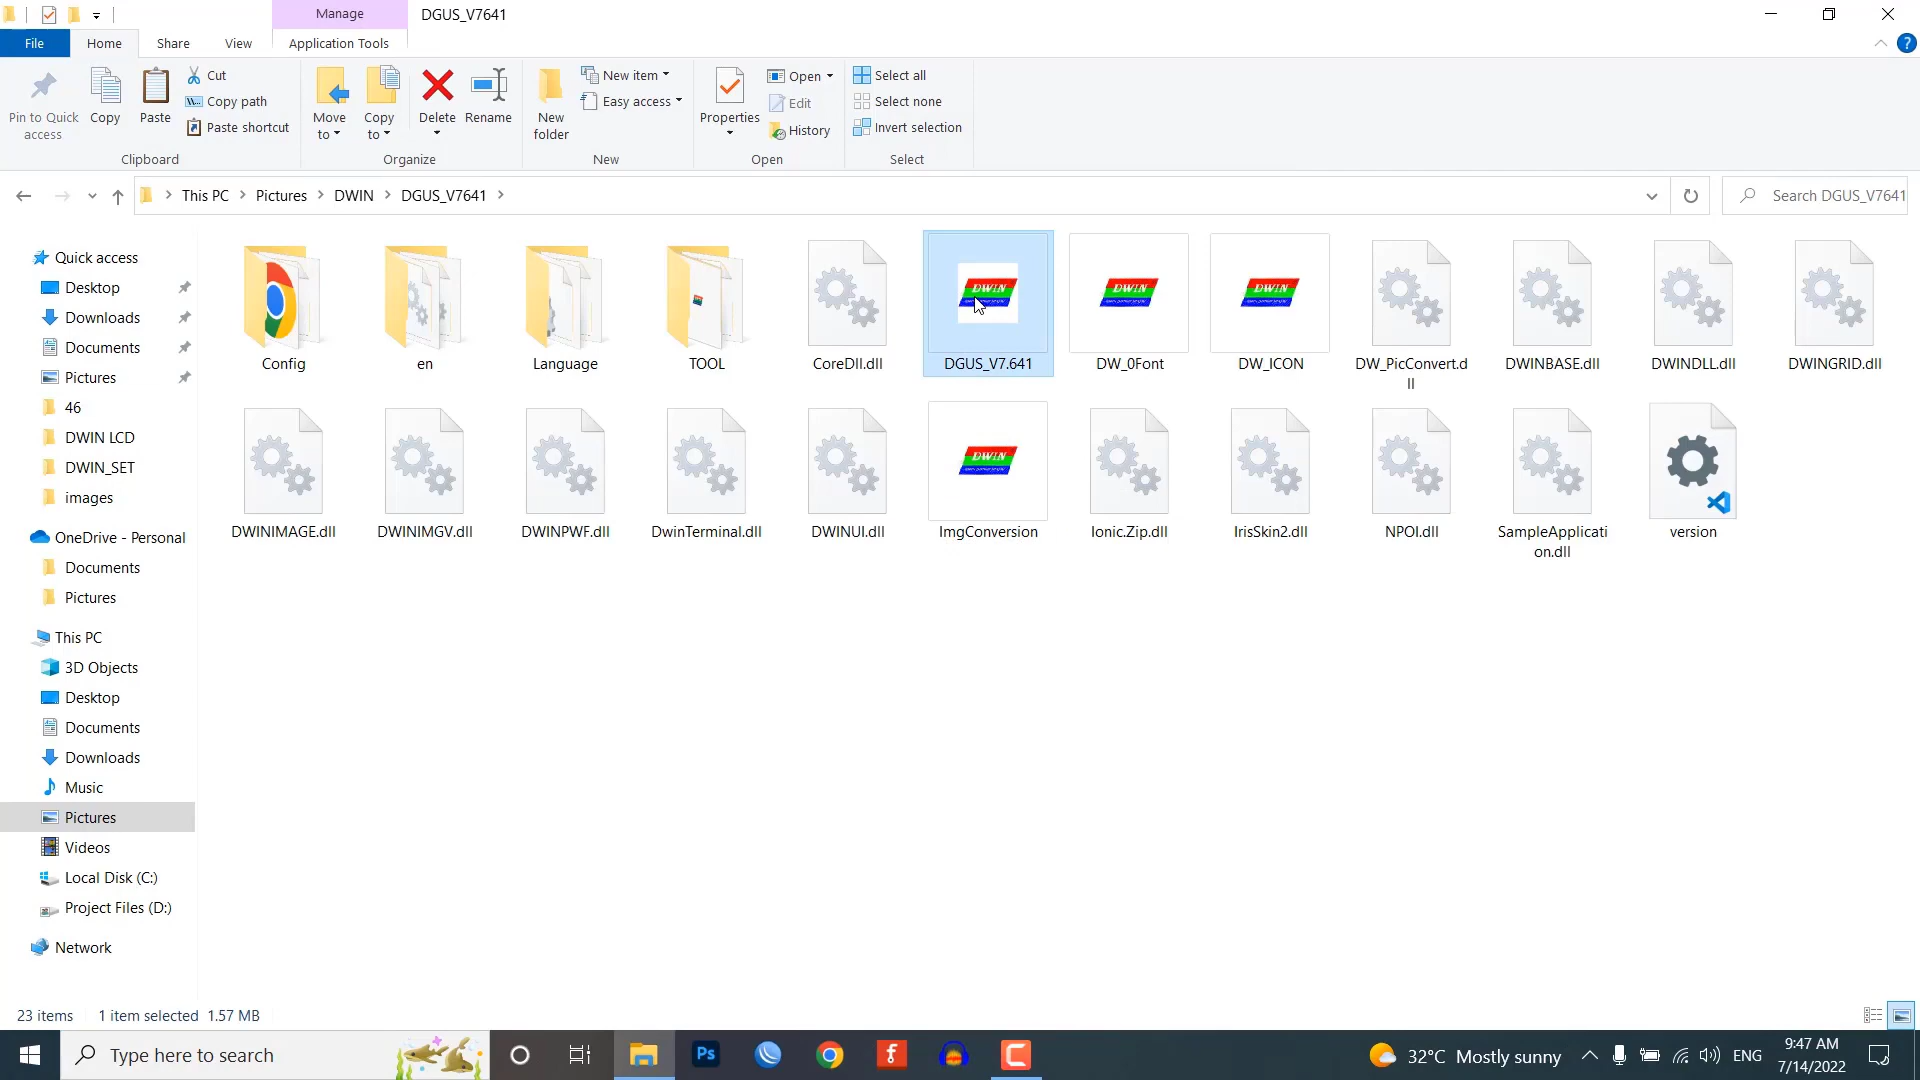 Manage
DGUS_V7641
File
Home
Share
View
Application Tools
Pin to Quick
access
Copy
Paste
Cut
Copy path
Paste shortcut
Clipboard
Move
to
Copy
to
Delete
Rename
Organize
New
folder
New item
Easy access
New
Properties
Open
Edit
History
Open
Select all
Select none
Invert selection
Select
This PC
Pictures
DWIN
DGUS_V7641
Search DGUS_V7641
Quick access
Desktop
Downloads
Documents
Pictures
46
DWIN LCD
DWIN_SET
images
OneDrive - Personal
Documents
Pictures
This PC
3D Objects
Desktop
Documents
Downloads
Music
Pictures
Videos
Local Disk (C:)
Project Files (D:)
Network
Config
en
Language
TOOL
CoreDll.dll
DWIN
DGUS_V7.641
DWIN
DW_0Font
DWIN
DW_ICON
DW_PicConvert.d
ll
DWINBASE.dll
DWINDLL.dll
DWINGRID.dll
DWINIMAGE.dll
DWINIMGV.dll
DWINPWF.dll
DwinTerminal.dll
DWINUI.dll
DWIN
ImgConversion
Ionic.Zip.dll
IrisSkin2.dll
NPOI.dll
SampleApplicati
on.dll
version
23 items
1 item selected 1.57 MB
Type here to search
Ps
32°C Mostly sunny
ENG
9:47 AM
7/14/2022